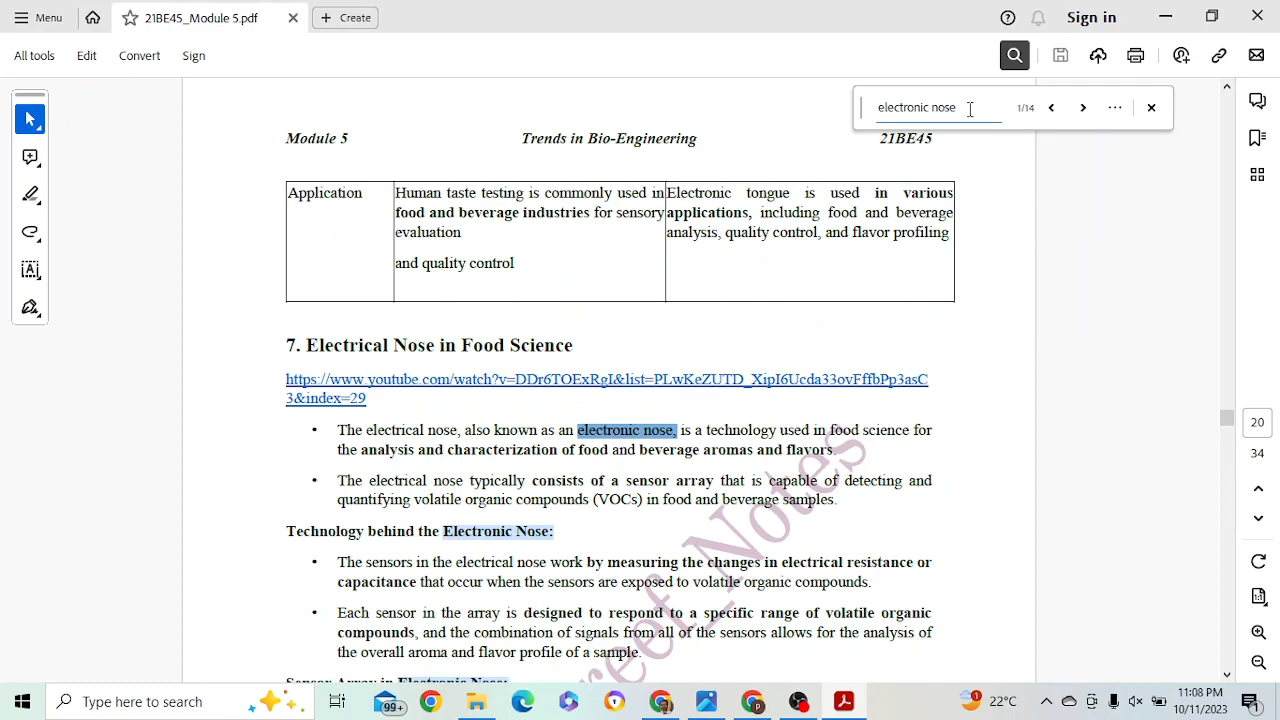 Menu
21BE45_Module 5.pdf
Create
Sign in
All tools
Edit
Convert
Sign
electronic nose
1/14
Module 5
Trends in Bio-Engineering
21BE45
Application
Human taste testing is commonly used in
food and beverage industries for sensory
evaluation
and quality control
Electronic tongue is used in various
applications, including food and beverage
analysis, quality control, and flavor profiling
7. Electrical Nose in Food Science
https://www.youtube.com/watch?v=DDr6TOExRgI&list=PLwKeZUTD_XipI6Ucda33ovFffbPp3asC
3&index=29
• The electrical nose, also known as an electronic nose, is a technology used in food science for
the analysis and characterization of food and beverage aromas and flavors.
• The electrical nose typically consists of a sensor array that is capable of detecting and
quantifying volatile organic compounds (VOCs) in food and beverage samples.
Technology behind the Electronic Nose:
• The sensors in the electrical nose work by measuring the changes in electrical resistance or
capacitance that occur when the sensors are exposed to volatile organic compounds.
• Each sensor in the array is designed to respond to a specific range of volatile organic
compounds, and the combination of signals from all of the sensors allows for the analysis of
the overall aroma and flavor profile of a sample.
Sensor Array in Electronic Nose:
reef_Notes
20
34
Type here to search
99+
1
22°C
11:08 PM
10/11/2023
1